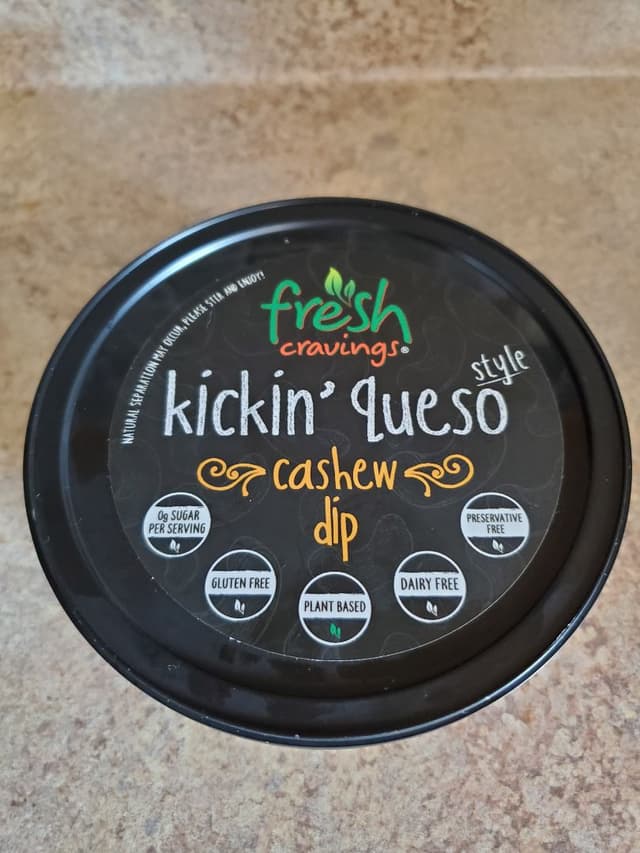 NATURAL SEPARATION MAY OCCUR, PLEASE STIR AND ENJOY!
fresh
cravings®
kickin' queso
style
cashew
dip
0g SUGAR
PER SERVING
GLUTEN FREE
PLANT BASED
DAIRY FREE
PRESERVATIVE
FREE